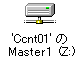 'Ccnt01' の
Master1 (Z:)